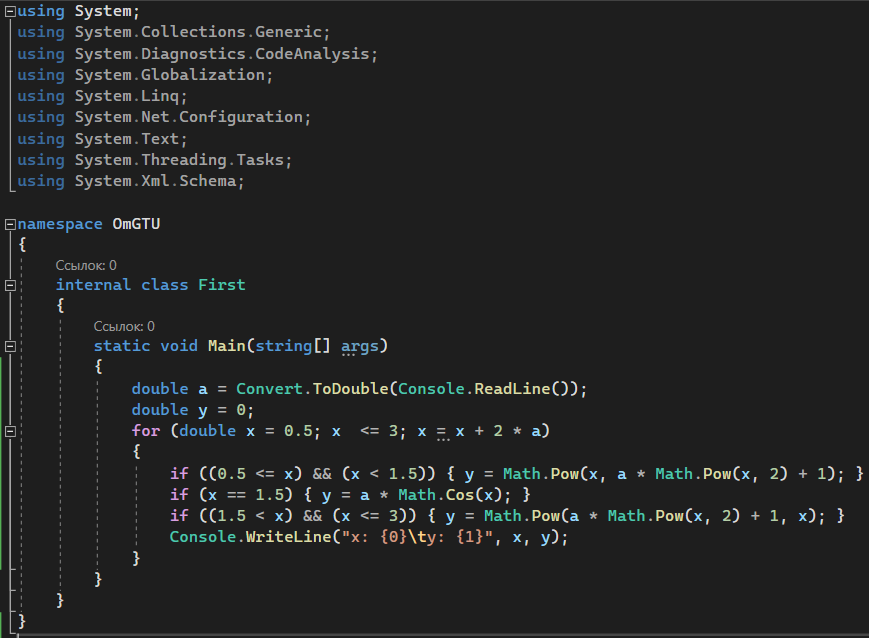 using System;
using System.Collections.Generic;
using System.Diagnostics.CodeAnalysis;
using System.Globalization;
using System.Linq;
using System.Net.Configuration;
using System.Text;
using System.Threading.Tasks;
using System.Xml.Schema;
namespace OmGTU
{
Ссылок: 0
internal class First
{
Ссылок: 0
static void Main(string[] args)
{
double a = Convert.ToDouble(Console.ReadLine());
double y = 0;
for (double x = 0.5; x  <= 3; x = x + 2 * a)
{
if ((0.5 <= x) && (x < 1.5)) { y = Math.Pow(x, a * Math.Pow(x, 2) + 1); }
if (x == 1.5) { y = a * Math.Cos(x); }
if ((1.5 < x) && (x <= 3)) { y = Math.Pow(a * Math.Pow(x, 2) + 1, x); }
Console.WriteLine("x: {0}\ty: {1}", x, y);
}
}
}
}